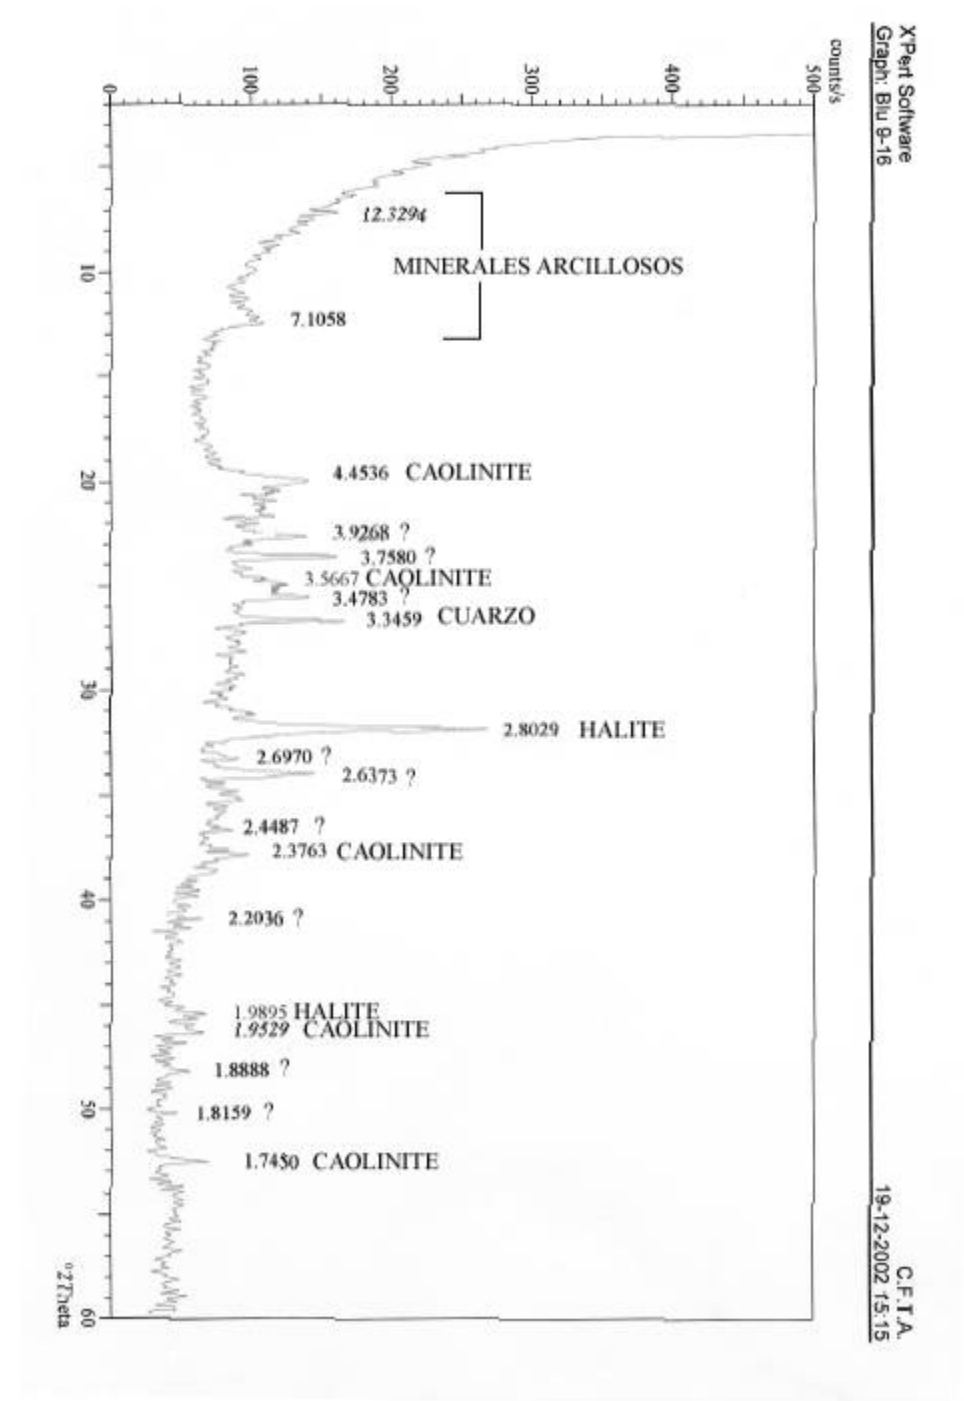 X'Pert Software
Graph: Blu 9-16
C.F.T.A.
19-12-2002 15:15
counts/s
500
400
300
200
100
0
12.3294
MINERALES ARCILLOSOS
7.1058
4.4536 CAOLINITE
3.9268 ?
3.7580 ?
3.5667 CAOLINITE
3.4783 ?
3.3459 CUARZO
2.8029 HALITE
2.6970 ?
2.6373 ?
2.4487 ?
2.3763 CAOLINITE
2.2036 ?
1.9895 HALITE
1.9529 CAOLINITE
1.8888 ?
1.8159 ?
1.7450 CAOLINITE
10
20
30
40
50
60
°2Theta